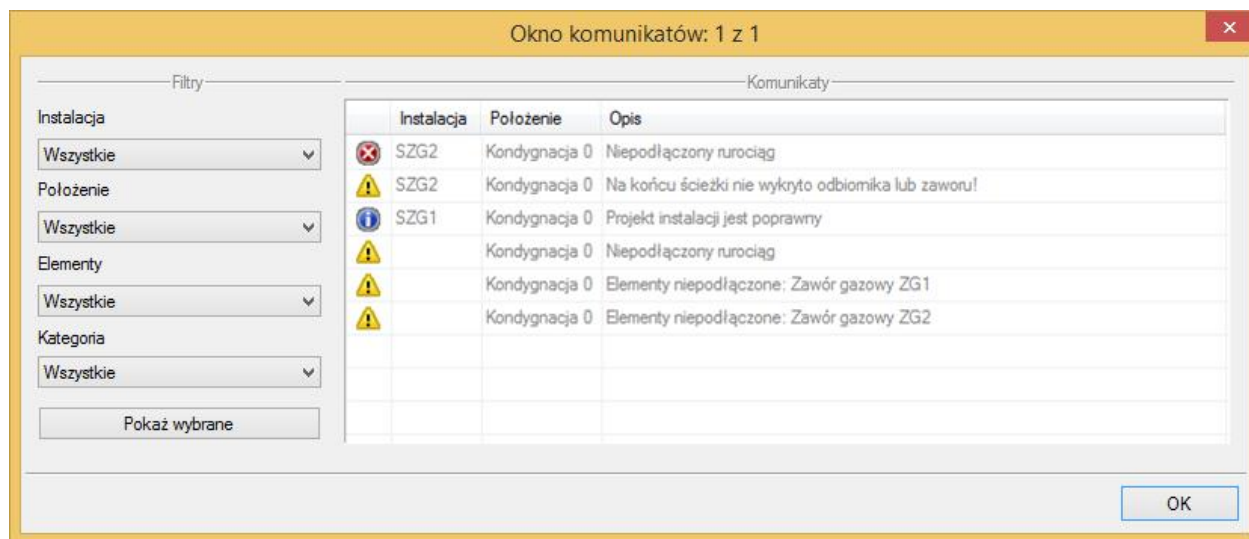 Okno komunikatów: 1 z 1
Filtry
Instalacja
Wszystkie
Położenie
Wszystkie
Elementy
Wszystkie
Kategoria
Wszystkie
Pokaż wybrane
Komunikaty
Instalacja Położenie Opis
SZG2 Kondygnacja 0 Niepodłączony rurociąg
SZG2 Kondygnacja 0 Na końcu ścieżki nie wykryto odbiornika lub zaworu!
SZG1 Kondygnacja 0 Projekt instalacji jest poprawny
Kondygnacja 0 Niepodłączony rurociąg
Kondygnacja 0 Elementy niepodłączone: Zawór gazowy ZG1
Kondygnacja 0 Elementy niepodłączone: Zawór gazowy ZG2
OK